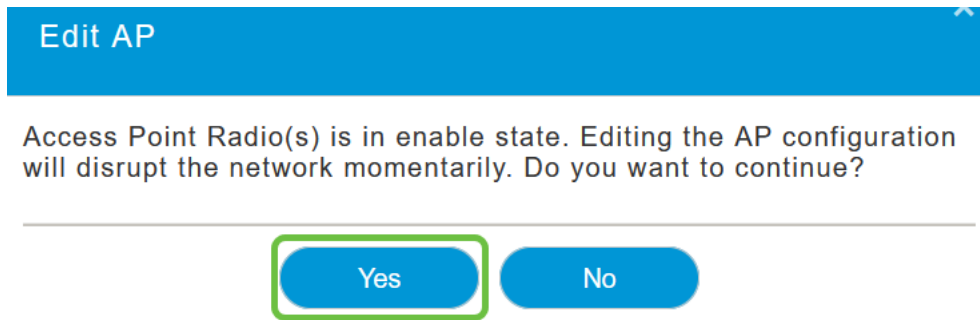 Edit AP
Access Point Radio(s) is in enable state. Editing the AP configuration
will disrupt the network momentarily. Do you want to continue?
Yes
No